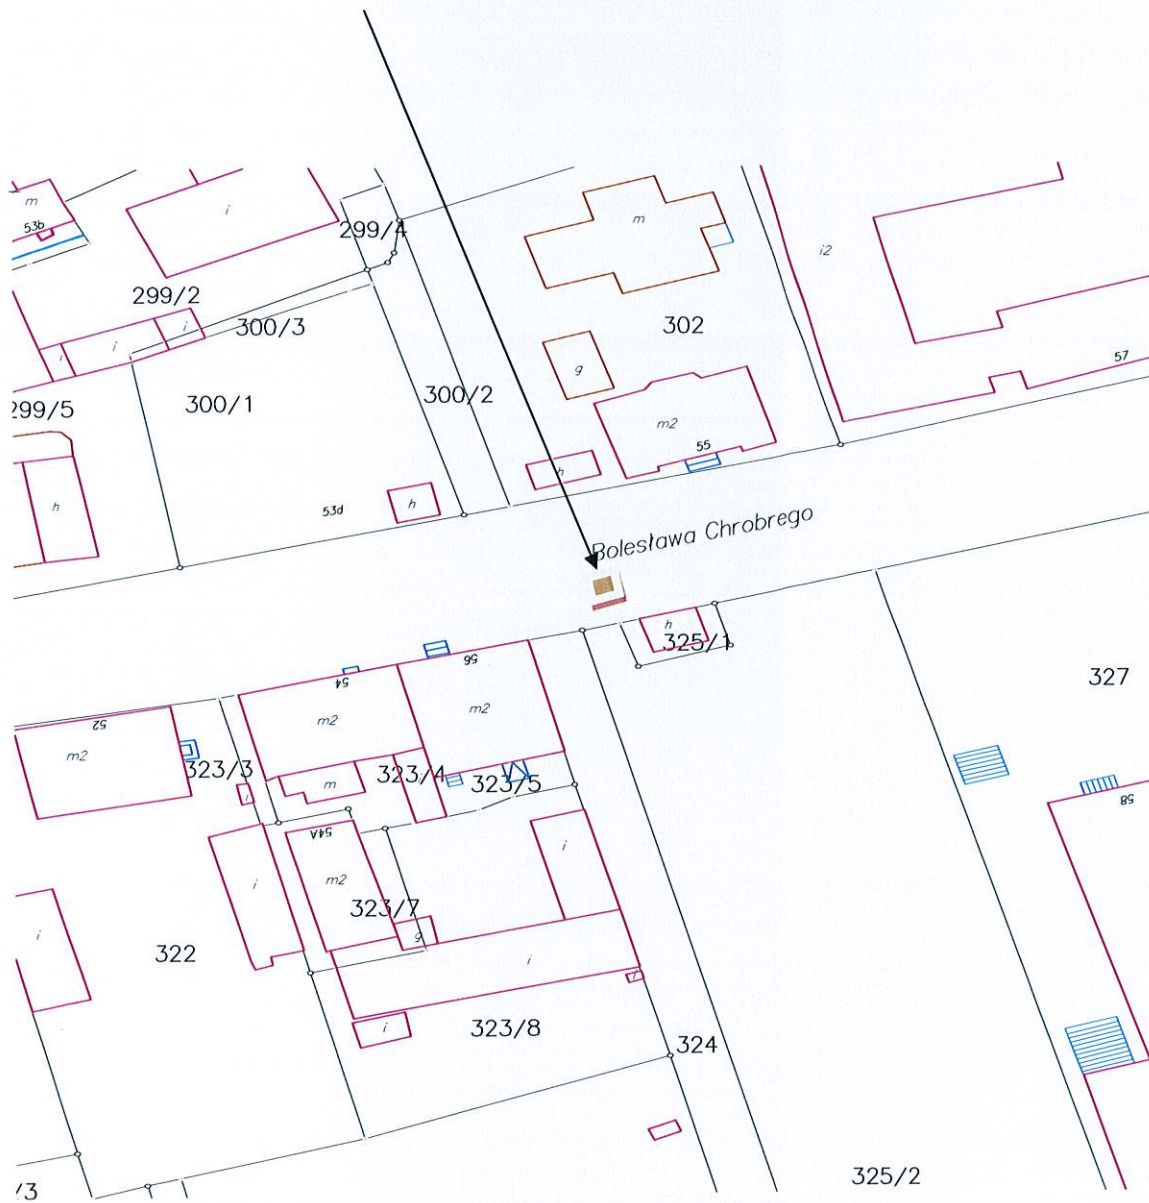 m
53b
i
299/4
m
i2
299/2
i
300/3
302
i
i
57
g
299/5
300/1
300/2
m2
55
h
h
h
53d
Bolesława Chrobrego
h
325/1
327
56
54
m2
m2
52
m2
323/3
i
m
323/4
323/5
58
54A
i
i
m2
323/7
g
i
322
i
i
i
323/8
324
325/2
/3